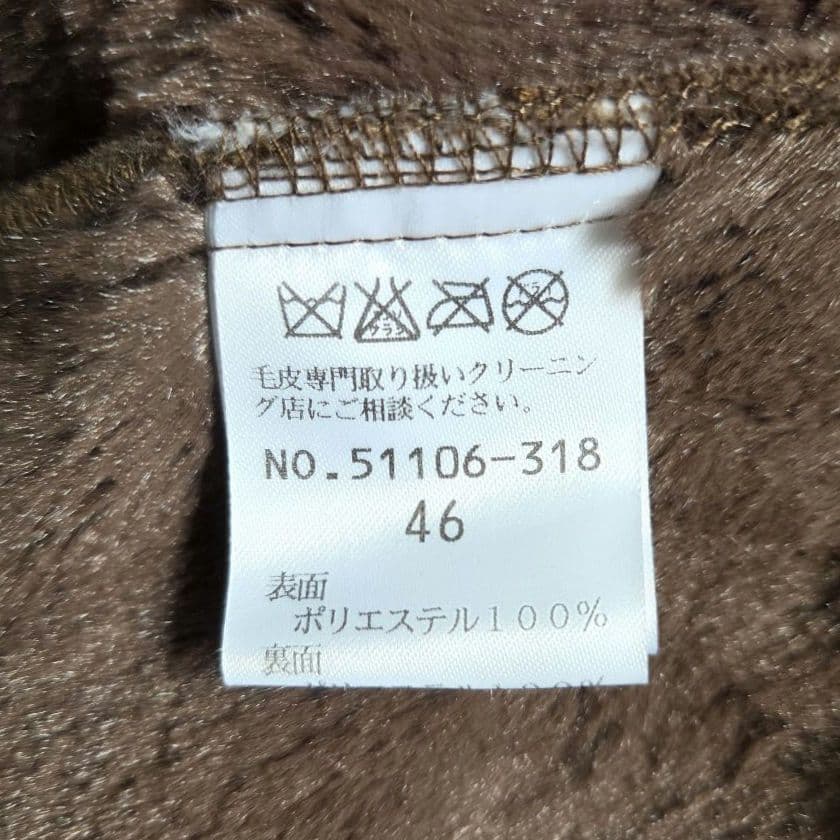 毛皮専門取り扱いクリーニン
グ店にご相談ください。
NO.51106-318
46
表面
ポリエステル１００％
裏面